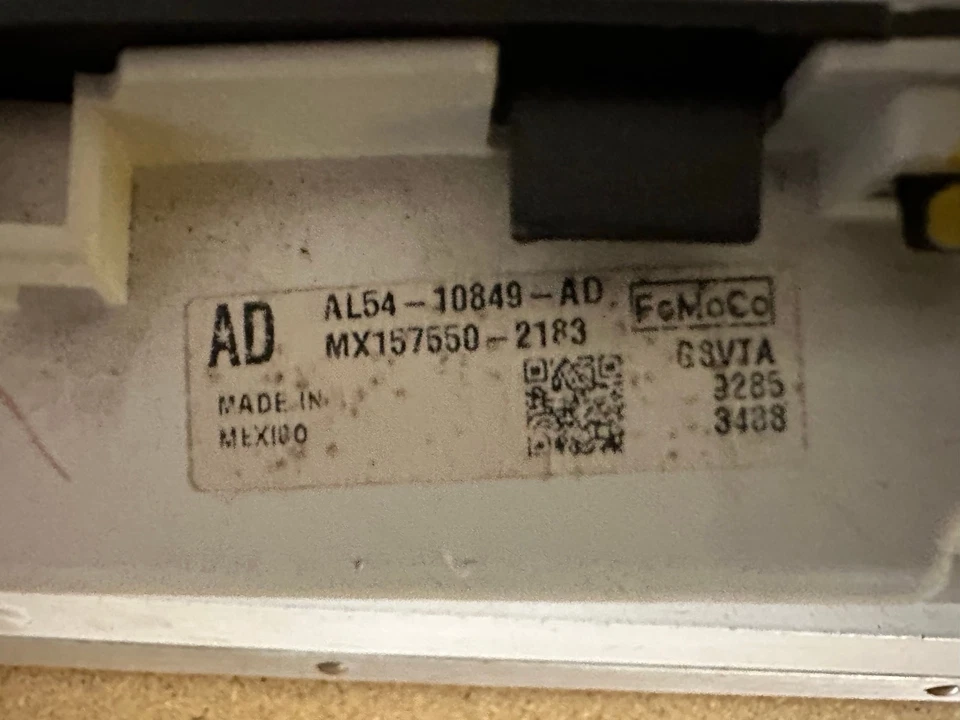 AD
AL54-10849-AD
FoMoCo
MX157550-2183
GSVTA
3285
3488
MADE IN
MEXICO